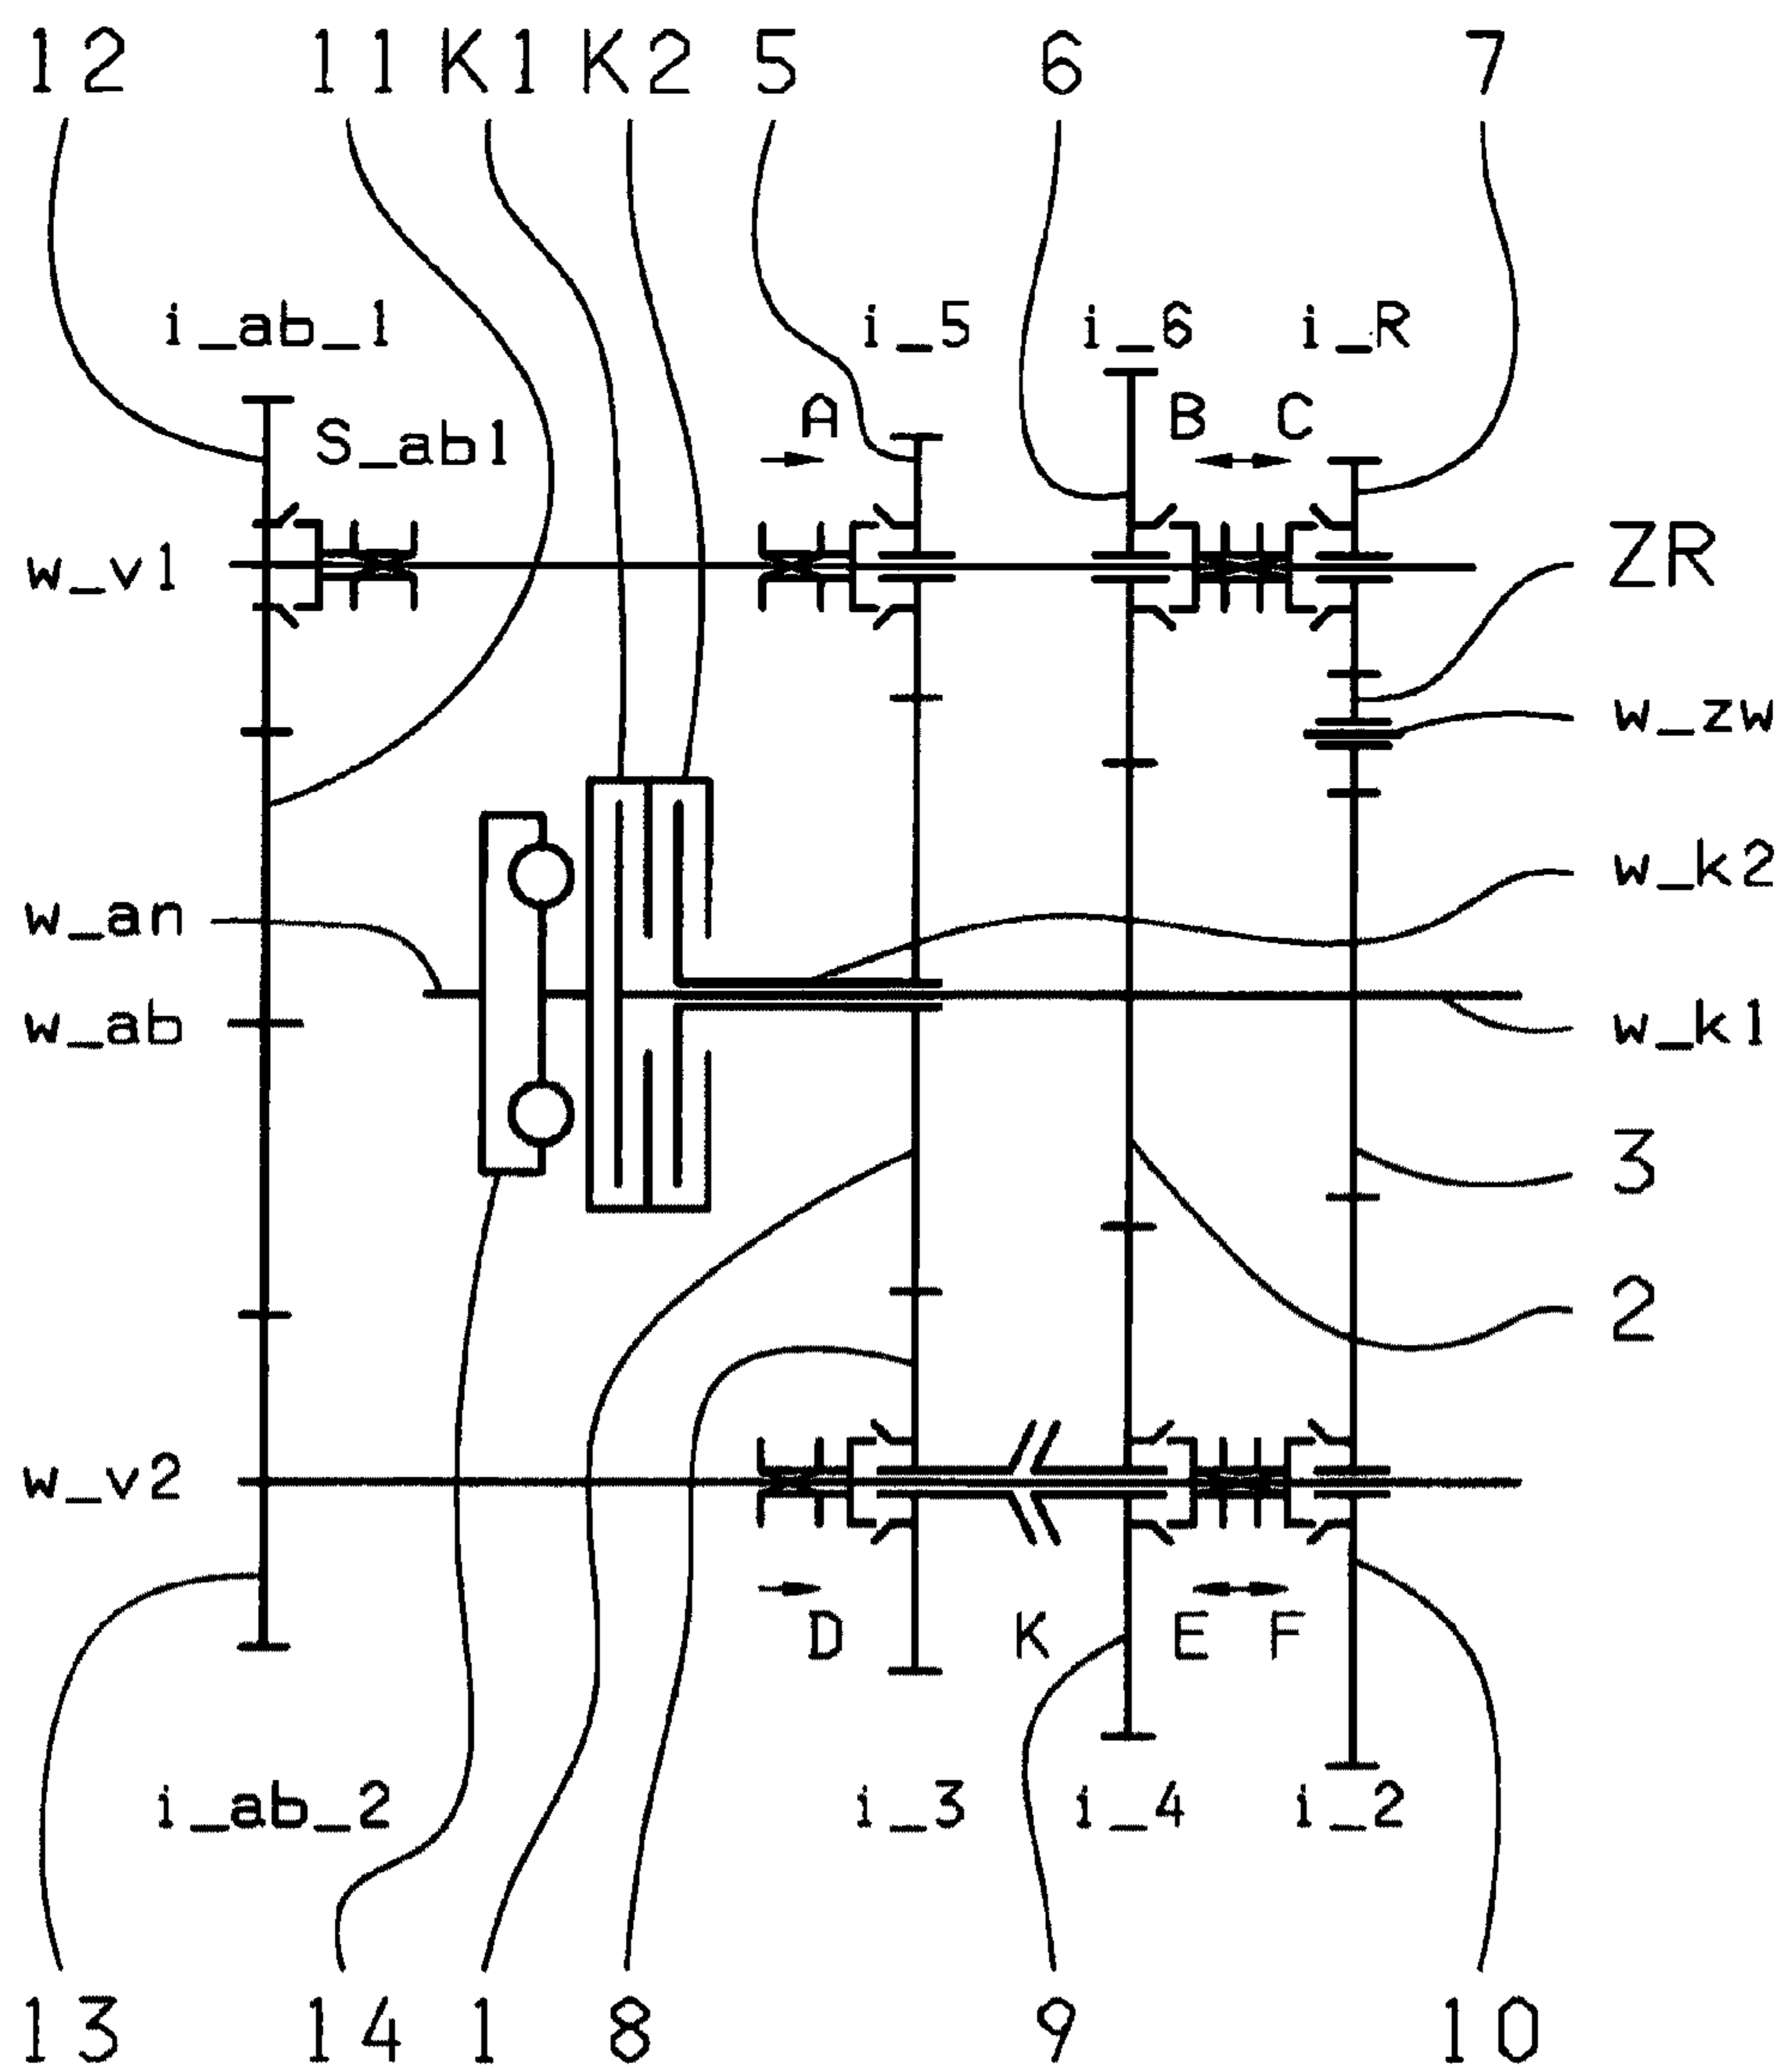 12 11 K1 K2 5 6 7
i_ab_1 i_5 i_6 i_R
S_ab1 A B C
w_v1 ZR
w_zw
w_an w_k2
w_ab w_k1
3
2
w_v2
D K E F
i_ab_2 i_3 i_4 i_2
13 14 1 8 9 10